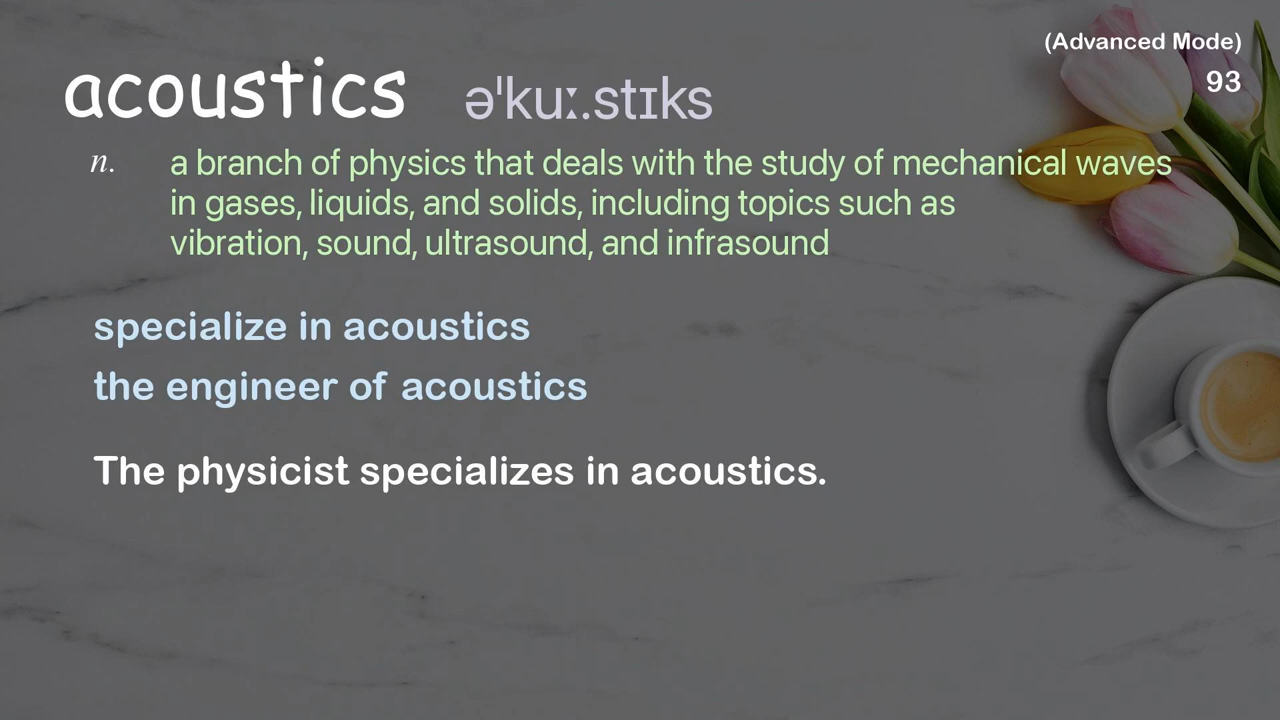 (Advanced Mode)
acoustics əˈkuː.stɪks 93
n. a branch of physics that deals with the study of mechanical waves
in gases, liquids, and solids, including topics such as
vibration, sound, ultrasound, and infrasound
specialize in acoustics
the engineer of acoustics
The physicist specializes in acoustics.